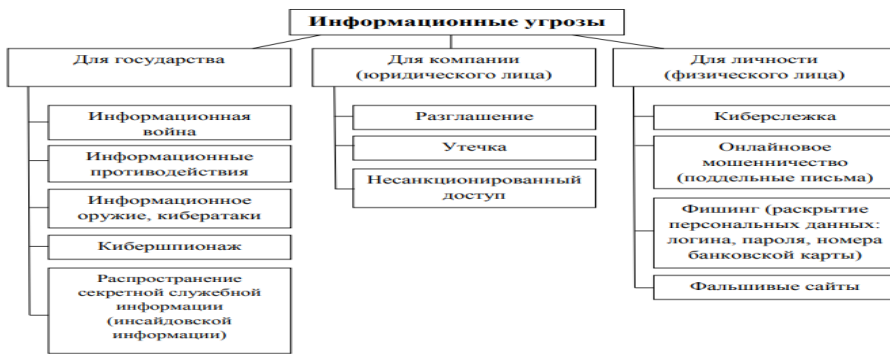 Информационные угрозы
Для государства
Информационная
война
Информационные
противодействия
Информационное
оружие, кибератаки
Кибершпионаж
Распространение
секретной служебной
информации
(инсайдовской
информации)
Для компании
(юридического лица)
Разглашение
Утечка
Несанкционированный
доступ
Для личности
(физического лица)
Киберслежка
Онлайновое
мошенничество
(поддельные письма)
Фишинг (раскрытие
персональных данных:
логина, пароля, номера
банковской карты)
Фальшивые сайты